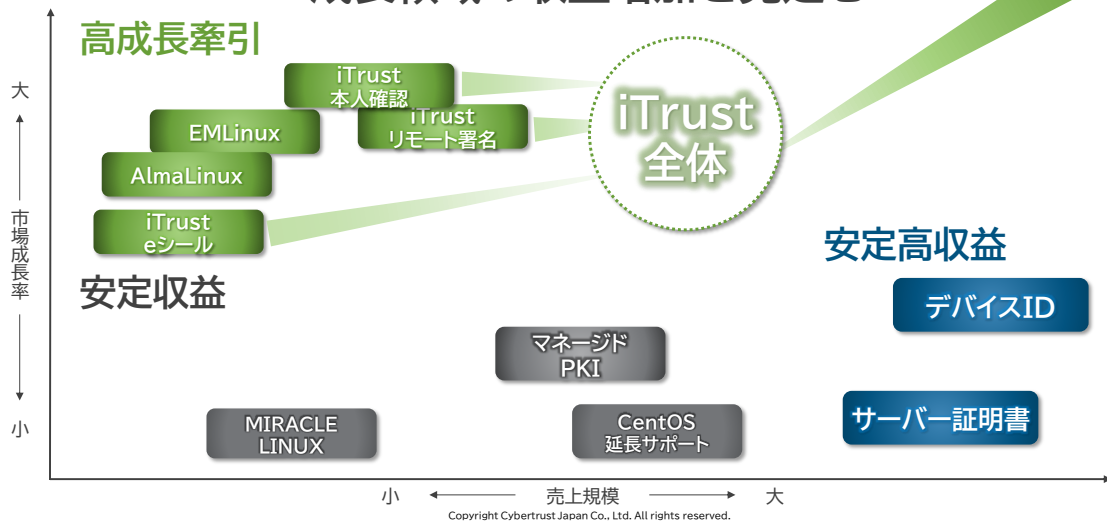 高成長牽引
iTrust
本人確認
iTrust
リモート署名
EMLinux
AlmaLinux
iTrust
eシール
iTrust
全体
安定収益
安定高収益
デバイスID
マネージド
PKI
サーバー証明書
MIRACLE
LINUX
CentOS
延長サポート
大
市場成長率
小
小
売上規模
大
Copyright Cybertrust Japan Co., Ltd. All rights reserved.